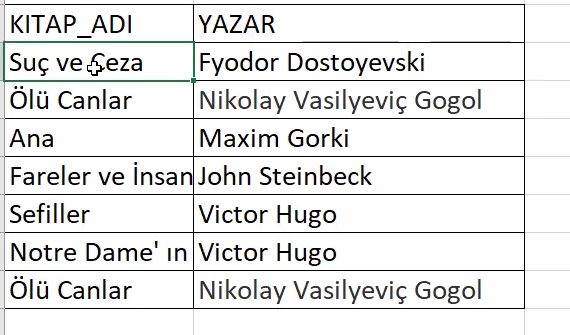 KITAP_ADI YAZAR
Suç ve Ceza Fyodor Dostoyevski
Ölü Canlar Nikolay Vasilyeviç Gogol
Ana Maxim Gorki
Fareler ve İnsan John Steinbeck
Sefiller Victor Hugo
Notre Dame' ın Victor Hugo
Ölü Canlar Nikolay Vasilyeviç Gogol